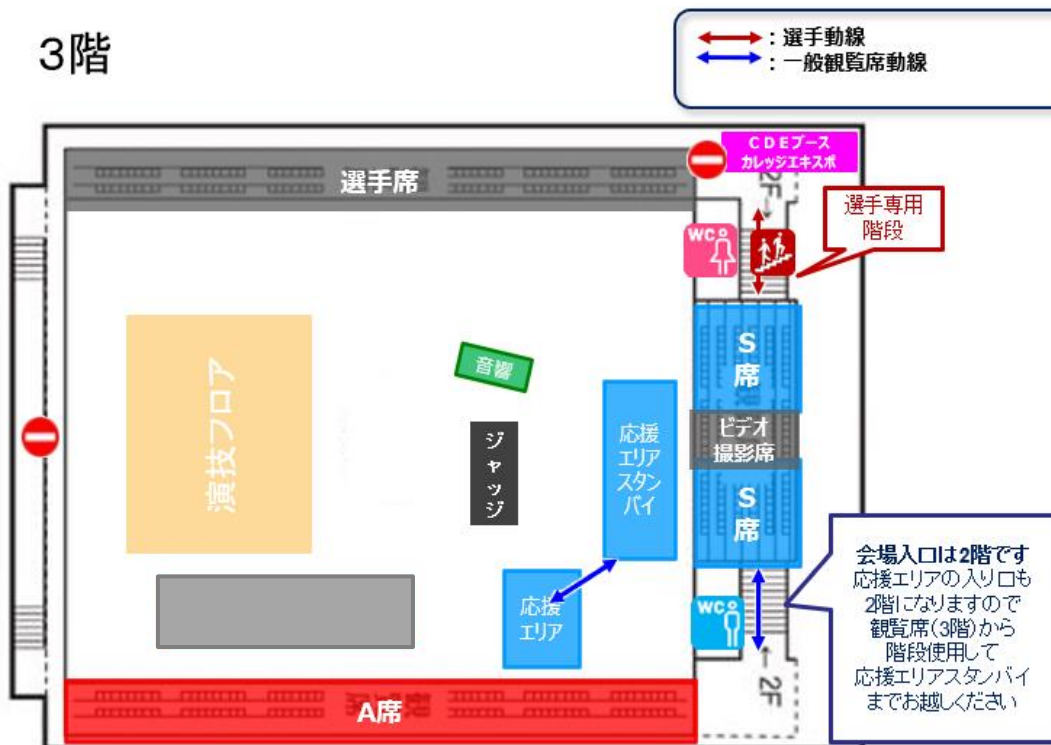 3階
：選手動線
：一般観覧席動線
CDEブース
カレッジエキスポ
選手席
2F→
選手専用
階段
WC
S
席
音響
演技フロア
ジャッジ
応援
エリア
スタン
バイ
ビデオ
撮影席
S
席
会場入口は2階です
応援エリアの入り口も
2階になりますので
観覧席(3階)から
階段使用して
応援エリアスタンバイ
までお越しください
応援
エリア
WC
←2F
A席